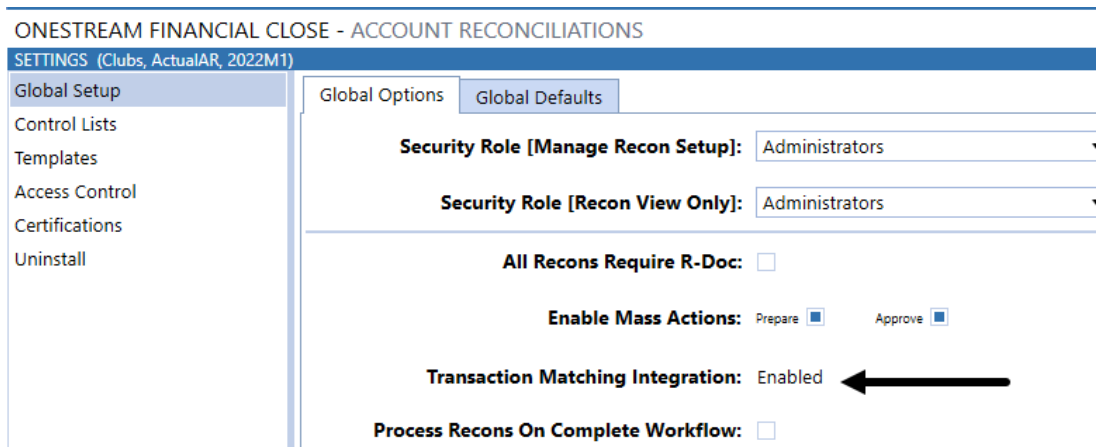 ONESTREAM FINANCIAL CLOSE - ACCOUNT RECONCILIATIONS
SETTINGS (Clubs, ActualAR, 2022M1)
Global Setup
Control Lists
Templates
Access Control
Certifications
Uninstall
Global Options Global Defaults
Security Role [Manage Recon Setup]: Administrators
Security Role [Recon View Only]: Administrators
All Recons Require R-Doc:
Enable Mass Actions: Prepare Approve
Transaction Matching Integration: Enabled
Process Recons On Complete Workflow: